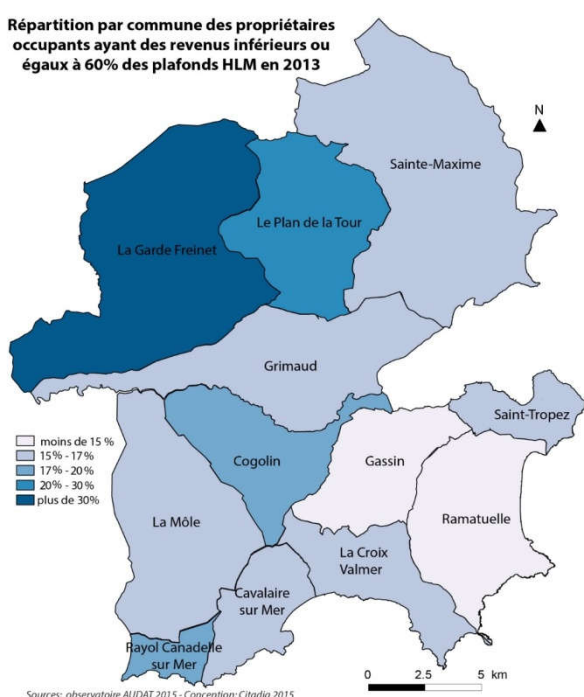 Répartition par commune des propriétaires
occupants ayant des revenus inférieurs ou
égaux à 60% des plafonds HLM en 2013
N
Sainte-Maxime
Le Plan de la Tour
La Garde Freinet
Grimaud
Saint-Tropez
moins de 15 %
15% - 17%
17% - 20%
20% - 30%
plus de 30%
Cogolin
Gassin
Ramatuelle
La Môle
La Croix
Valmer
Cavalaire
sur Mer
Rayol Canadelle
sur Mer
0 2.5 5 km
Sources: observatoire AUDAT 2015 - Conception: Citadia 2015